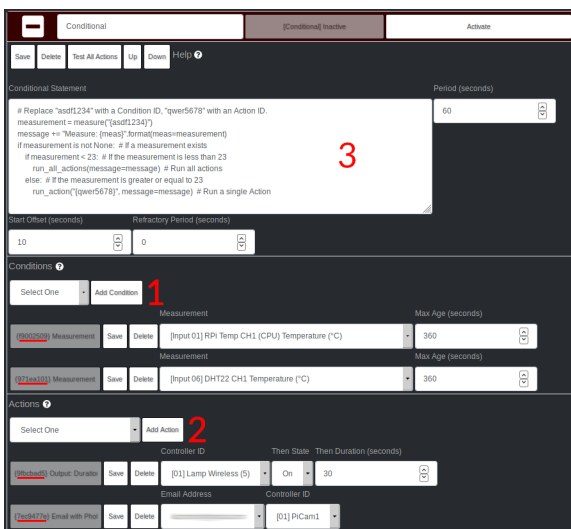 Conditional [Conditional] Inactive Activate
Save Delete Test All Actions Up Down Help ?
Conditional Statement Period (seconds)
# Replace "asdf1234" with a Condition ID, "qwer5678" with an Action ID.
measurement = measure("{asdf1234}")
message += "Measure: {meas}".format(meas=measurement)
if measurement is not None: # If a measurement exists
if measurement < 23: # If the measurement is less than 23
run_all_actions(message=message) # Run all actions
else: # If the measurement is greater or equal to 23
run_action("{qwer5678}", message=message) # Run a single Action
60
3
Start Offset (seconds) Refractory Period (seconds)
10 0
Conditions ?
Select One Add Condition 1
Measurement Max Age (seconds)
{f9002509} Measurement Save Delete [Input 01] RPi Temp CH1 (CPU) Temperature (°C) 360
Measurement Max Age (seconds)
{971ea101} Measurement Save Delete [Input 06] DHT22 CH1 Temperature (°C) 360
Actions ?
Select One Add Action 2
Controller ID Then State Then Duration (seconds)
{9fbcbad5} Output: Duration Save Delete [01] Lamp Wireless (5) On 30
Email Address Controller ID
{7ec9477e} Email with Phot Save Delete [01] PiCam1